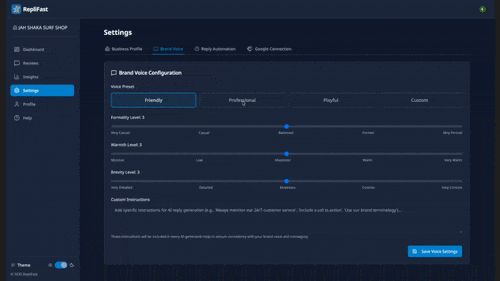 RepliFast
JAH SHAKA SURF SHOP
Dashboard
Reviews
Insights
Settings
Profile
Help
Theme
Settings
Business Profile
Brand Voice
Reply Automation
Google Connection
Brand Voice Configuration
Voice Preset
Friendly
Professional
Playful
Custom
Formality Level: 3
Very Casual
Casual
Balanced
Formal
Very Formal
Warmth Level: 3
Minimal
Low
Moderate
Warm
Very Warm
Brevity Level: 3
Very Detailed
Detailed
Moderate
Concise
Very Concise
Custom Instructions
Add specific instructions for AI reply generation (e.g., 'Always mention our 24/7 customer service', 'Include a call to action', 'Use our brand terminology')...
These instructions will be included in every AI-generated reply to ensure consistency with your brand voice and messaging.
Save Voice Settings